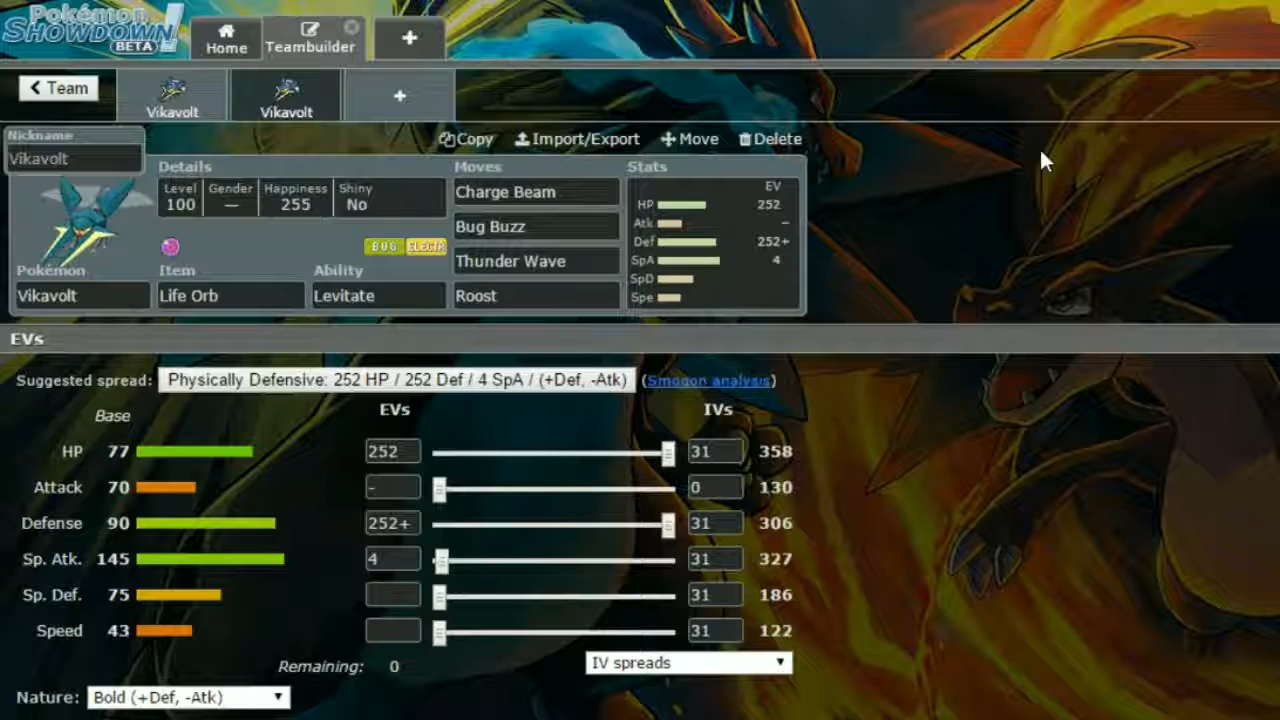 Pokémon
SHOWDOWN!
BETA
Home
Teambuilder
+
< Team
Vikavolt
Vikavolt
+
Copy
Import/Export
Move
Delete
Nickname
Vikavolt
Details
Level
100
Gender
—
Happiness
255
Shiny
No
BUG
ELECTR
Pokémon
Vikavolt
Item
Life Orb
Ability
Levitate
Moves
Charge Beam
Bug Buzz
Thunder Wave
Roost
Stats
EV
HP 252
Atk –
Def 252+
SpA 4
SpD
Spe
EVs
Suggested spread: Physically Defensive: 252 HP / 252 Def / 4 SpA / (+Def, -Atk) (Smogon analysis)
Base EVs IVs
HP 77 252 31 358
Attack 70 - 0 130
Defense 90 252+ 31 306
Sp. Atk. 145 4 31 327
Sp. Def. 75 31 186
Speed 43 31 122
Remaining: 0
IV spreads
Nature: Bold (+Def, -Atk)